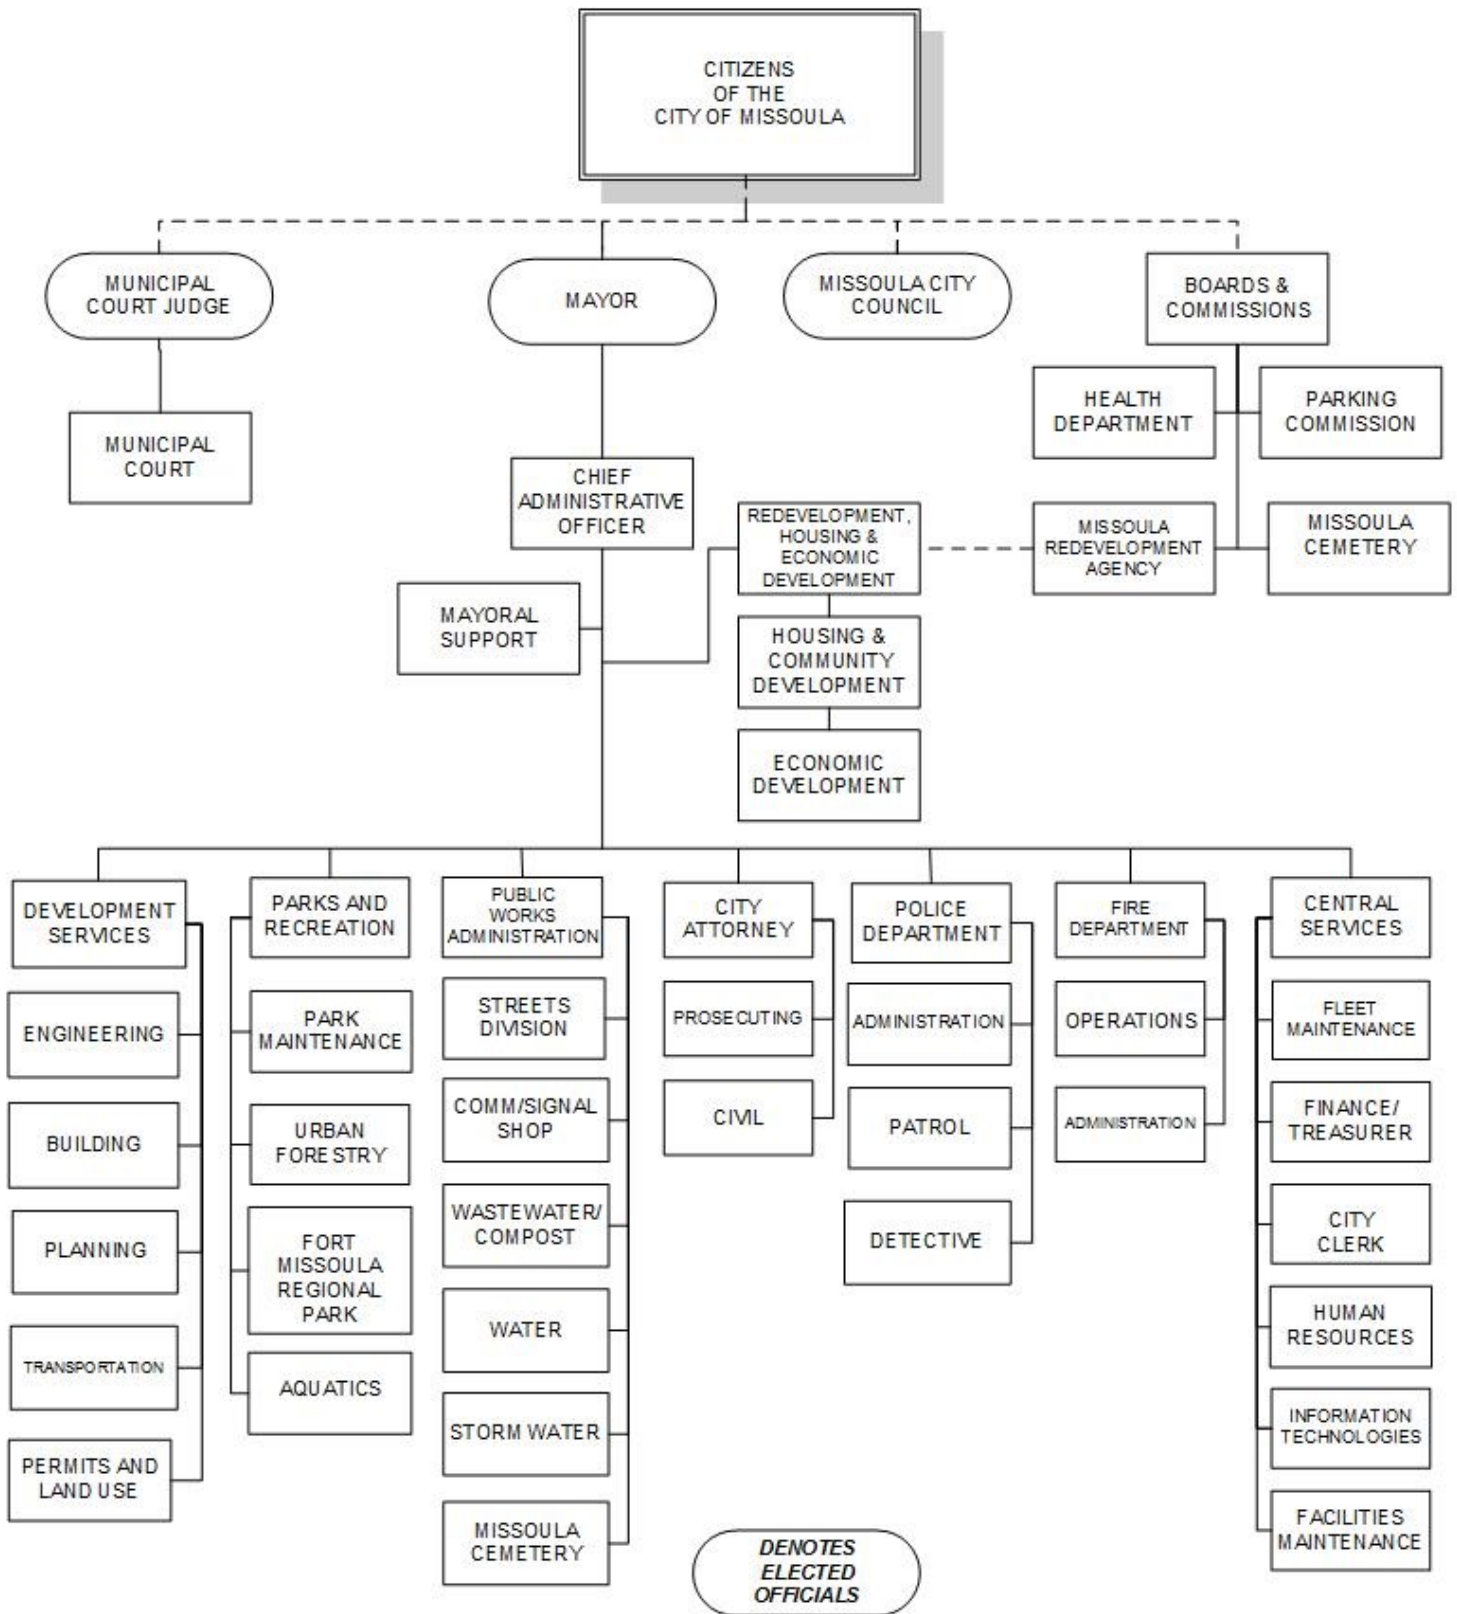 CITIZENS
OF THE
CITY OF MISSOULA
MUNICIPAL
COURT JUDGE
MAYOR
MISSOULA CITY
COUNCIL
BOARDS &
COMMISSIONS
MUNICIPAL
COURT
HEALTH
DEPARTMENT
PARKING
COMMISSION
CHIEF
ADMINISTRATIVE
OFFICER
REDEVELOPMENT,
HOUSING &
ECONOMIC
DEVELOPMENT
MISSOULA
REDEVELOPMENT
AGENCY
MISSOULA
CEMETERY
MAYORAL
SUPPORT
HOUSING &
COMMUNITY
DEVELOPMENT
ECONOMIC
DEVELOPMENT
DEVELOPMENT
SERVICES
ENGINEERING
BUILDING
PLANNING
TRANSPORTATION
PERMITS AND
LAND USE
PARKS AND
RECREATION
PARK
MAINTENANCE
URBAN
FORESTRY
FORT
MISSOULA
REGIONAL
PARK
AQUATICS
PUBLIC
WORKS
ADMINISTRATION
STREETS
DIVISION
COMM/SIGNAL
SHOP
WASTEWATER/
COMPOST
WATER
STORM WATER
MISSOULA
CEMETERY
CITY
ATTORNEY
PROSECUTING
CIVIL
POLICE
DEPARTMENT
ADMINISTRATION
PATROL
DETECTIVE
FIRE
DEPARTMENT
OPERATIONS
ADMINISTRATION
CENTRAL
SERVICES
FLEET
MAINTENANCE
FINANCE/
TREASURER
CITY
CLERK
HUMAN
RESOURCES
INFORMATION
TECHNOLOGIES
FACILITIES
MAINTENANCE
DENOTES
ELECTED
OFFICIALS